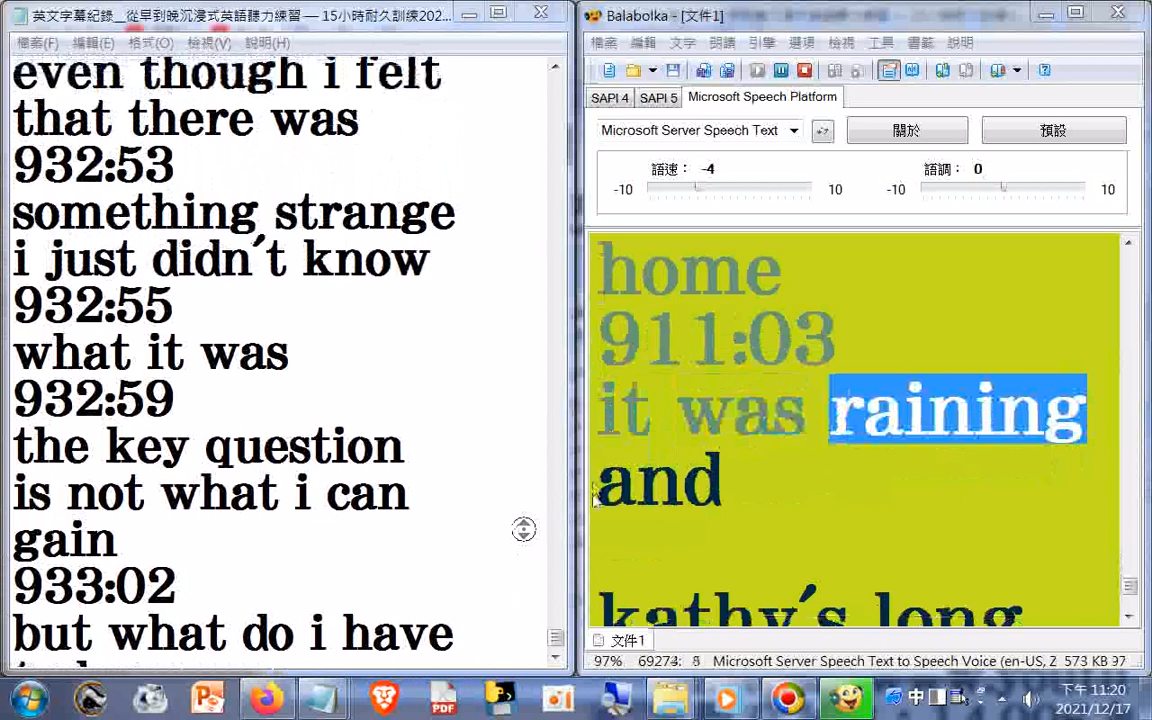 英文字幕紀錄__從早到晚沉浸式英語聽力練習 — 15小時耐久訓練202...
檔案(F) 編輯(E) 格式(O) 檢視(V) 說明(H)
even though i felt
that there was
932:53
something strange
i just didn't know
932:55
what it was
932:59
the key question
is not what i can
gain
933:02
but what do i have
Balabolka - [文件1]
檔案 編輯 文字 朗讀 引擎 選項 檢視 工具 書籤 說明
SAPI 4 SAPI 5 Microsoft Speech Platform
Microsoft Server Speech Text 關於 預設
語速： -4 語調： 0
-10 10 -10 10
home
911:03
it was raining
and
kathy's long
文件1
97% 69274: 8 Microsoft Server Speech Text to Speech Voice (en-US, Z 573 KB 97
PDF
中
下午 11:20
2021/12/17